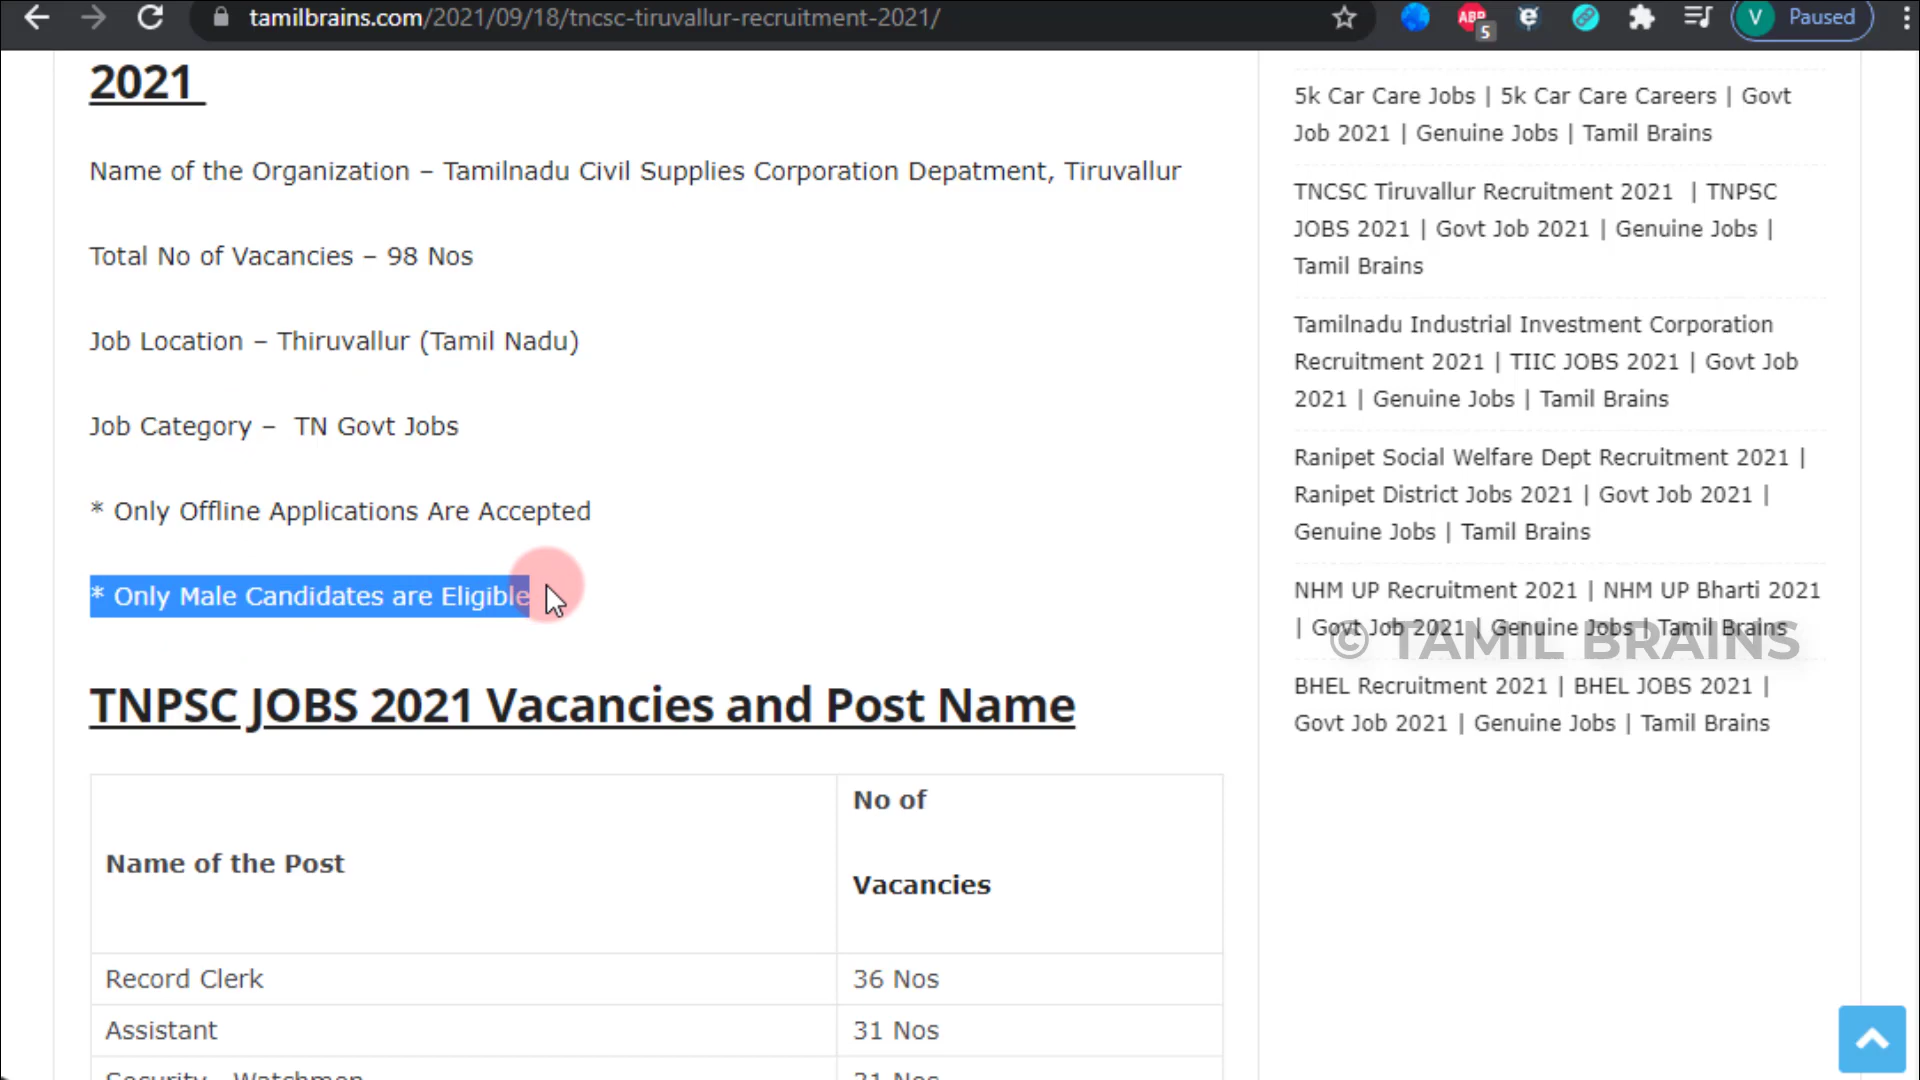 tamilbrains.com/2021/09/18/tncsc-tiruvallur-recruitment-2021/
ABP
5
V
Paused
2021
Name of the Organization – Tamilnadu Civil Supplies Corporation Depatment, Tiruvallur
Total No of Vacancies – 98 Nos
Job Location – Thiruvallur (Tamil Nadu)
Job Category –  TN Govt Jobs
* Only Offline Applications Are Accepted
* Only Male Candidates are Eligible
TNPSC JOBS 2021 Vacancies and Post Name
Name of the Post
No of
Vacancies
Record Clerk
36 Nos
Assistant
31 Nos
Security - Watchmen
31 Nos
5k Car Care Jobs | 5k Car Care Careers | Govt
Job 2021 | Genuine Jobs | Tamil Brains
TNCSC Tiruvallur Recruitment 2021  | TNPSC
JOBS 2021 | Govt Job 2021 | Genuine Jobs |
Tamil Brains
Tamilnadu Industrial Investment Corporation
Recruitment 2021 | TIIC JOBS 2021 | Govt Job
2021 | Genuine Jobs | Tamil Brains
Ranipet Social Welfare Dept Recruitment 2021 |
Ranipet District Jobs 2021 | Govt Job 2021 |
Genuine Jobs | Tamil Brains
NHM UP Recruitment 2021 | NHM UP Bharti 2021
| Govt Job 2021 | Genuine Jobs | Tamil Brains
© TAMIL BRAINS
BHEL Recruitment 2021 | BHEL JOBS 2021 |
Govt Job 2021 | Genuine Jobs | Tamil Brains